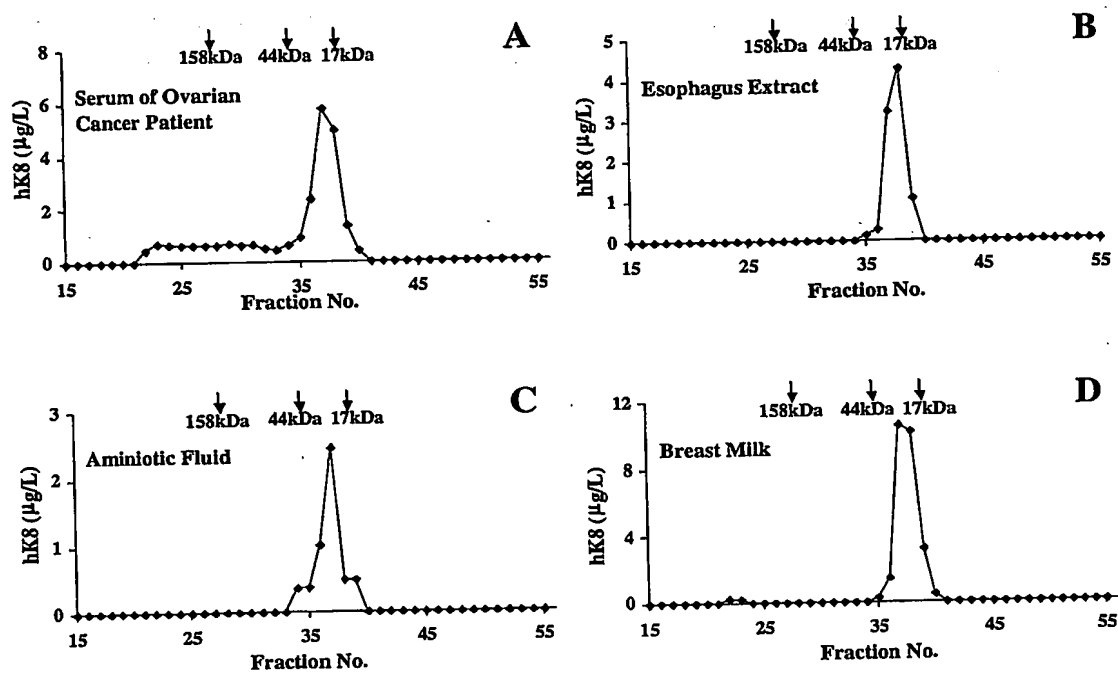 A
158kDa 44kDa 17kDa
8
6
4
2
0
hK8 (µg/L)
Serum of Ovarian
Cancer Patient
15 25 35 45 55
Fraction No.
B
158kDa 44kDa 17kDa
5
4
3
2
1
0
hK8 (µg/L)
Esophagus Extract
15 25 35 45 55
Fraction No.
C
158kDa 44kDa 17kDa
3
2
1
0
hK8 (µg/L)
Aminiotic Fluid
15 25 35 45 55
Fraction No.
D
158kDa 44kDa 17kDa
12
8
4
0
hK8 (µg/L)
Breast Milk
15 25 35 45 55
Fraction No.